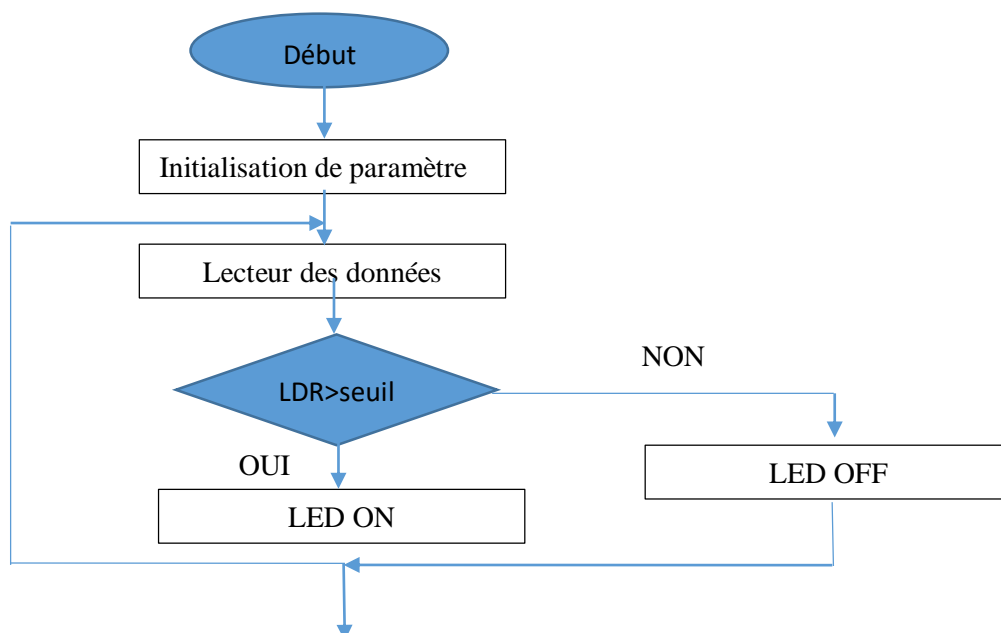 Début
Initialisation de paramètre
Lecteur des données
LDR>seuil
NON
OUI
LED OFF
LED ON